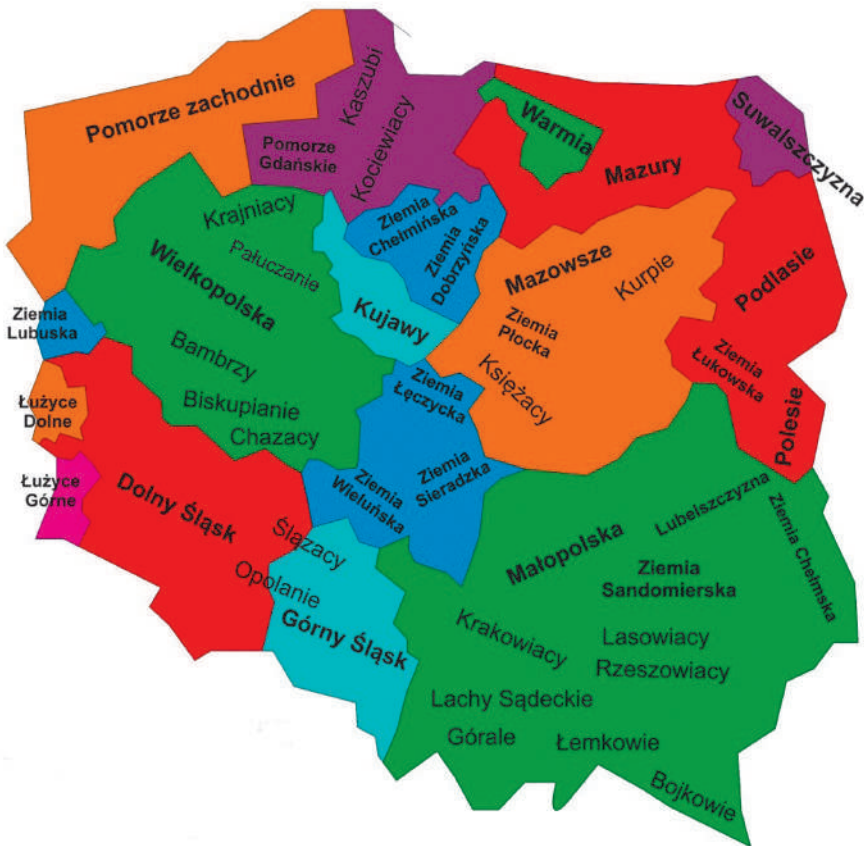 Pomorze zachodnie
Kaszubi
Pomorze
Gdańskie
Kociewiacy
Warmia
Mazury
Suwalszczyzna
Krajniacy
Pałuczanie
Wielkopolska
Ziemia
Chełmińska
Ziemia
Dobrzyńska
Kujawy
Mazowsze
Kurpie
Ziemia
Płocka
Księżacy
Podlasie
Ziemia
Łukowska
Polesie
Ziemia
Lubuska
Bambrzy
Biskupianie
Chazacy
Ziemia
Łęczycka
Ziemia
Sieradzka
Ziemia
Wieluńska
Łużyce
Dolne
Łużyce
Górne
Dolny Śląsk
Ślązacy
Opolanie
Górny Śląsk
Małopolska
Lubelszczyzna
Ziemia Chełmska
Ziemia
Sandomierska
Krakowiacy
Lasowiacy
Rzeszowiacy
Lachy Sądeckie
Górale
Łemkowie
Bojkowie